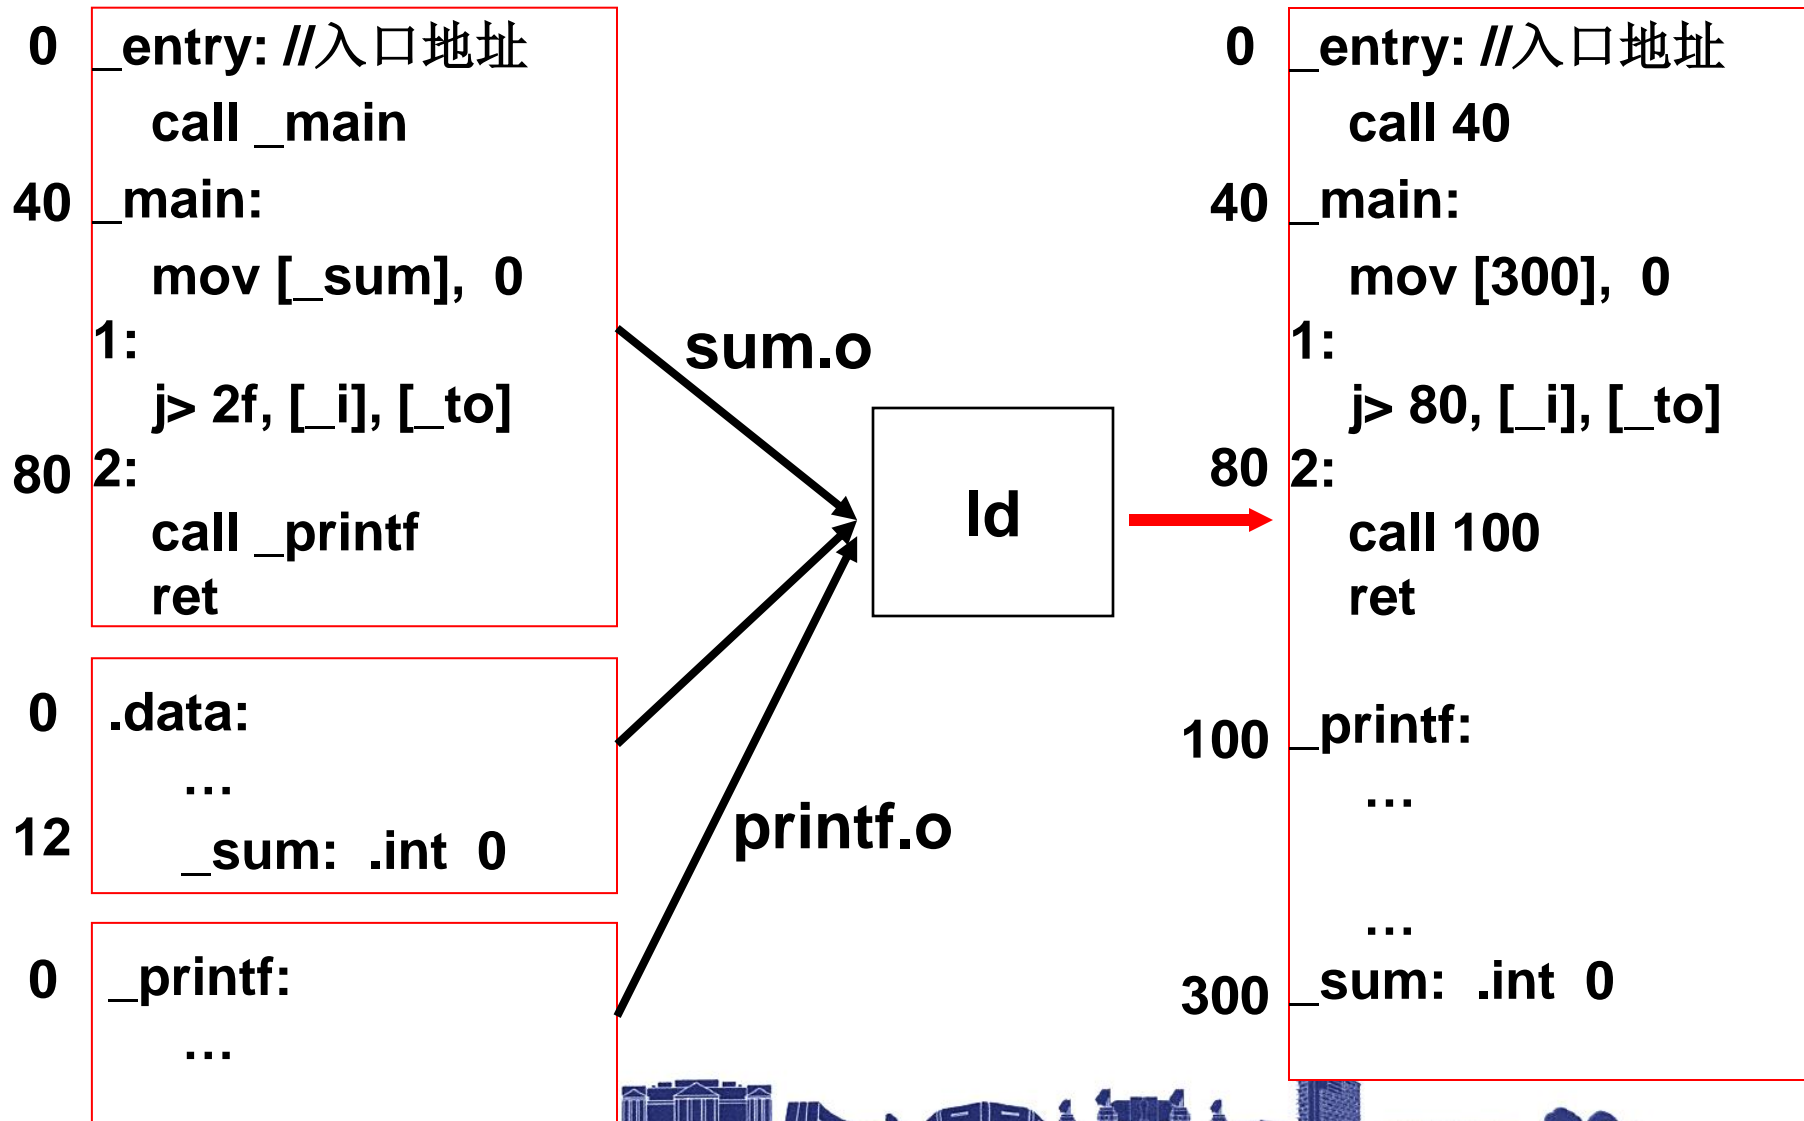 0 _entry: //入口地址
call _main
40 _main:
mov [_sum], 0
1:
j> 2f, [_i], [_to]
80 2:
call _printf
ret
0 .data:
…
12 _sum: .int 0
0 _printf:
…
sum.o
printf.o
ld
0 _entry: //入口地址
call 40
40 _main:
mov [300], 0
1:
j> 80, [_i], [_to]
80 2:
call 100
ret
100 _printf:
…
…
300 _sum: .int 0